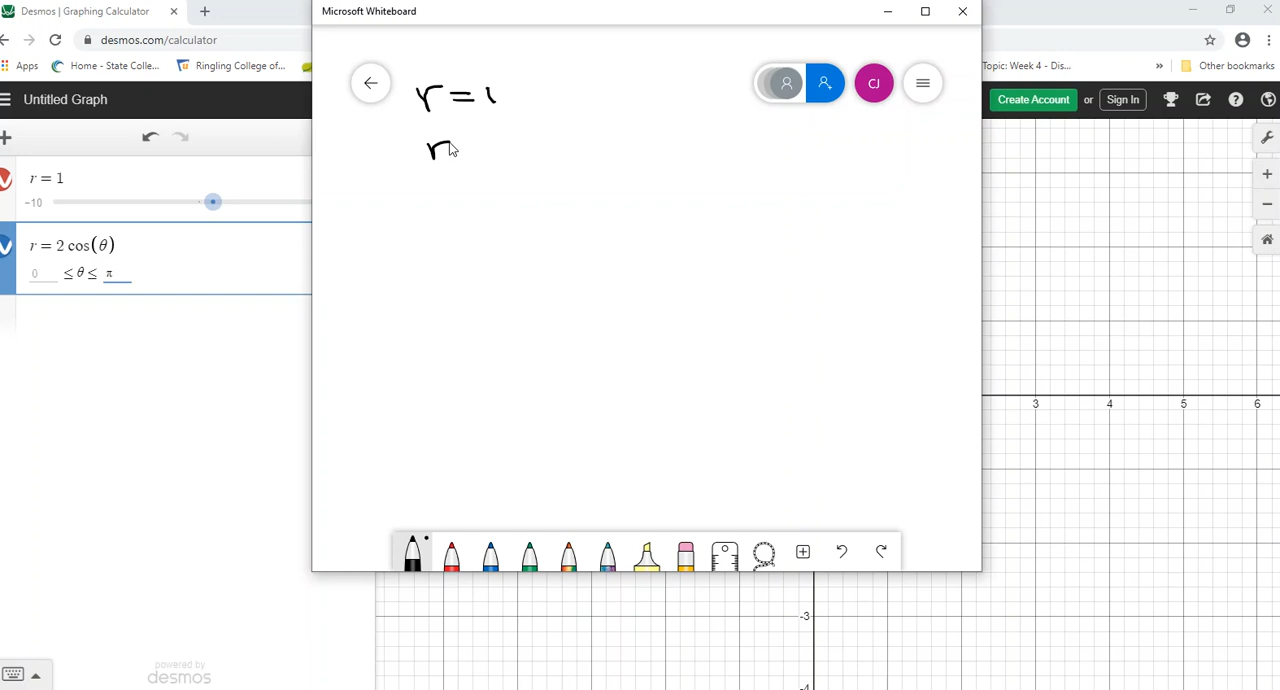 Desmos | Graphing Calculator
desmos.com/calculator
Apps
Home - State Colle...
Ringling College of...
Topic: Week 4 - Dis...
»
Other bookmarks
Untitled Graph
Create Account or Sign In
Microsoft Whiteboard
CJ
r = 1
r
r = 1
-10
r = 2 cos(θ)
0 ≤ θ ≤ π
3 4 5 6
-3
-4
powered by
desmos